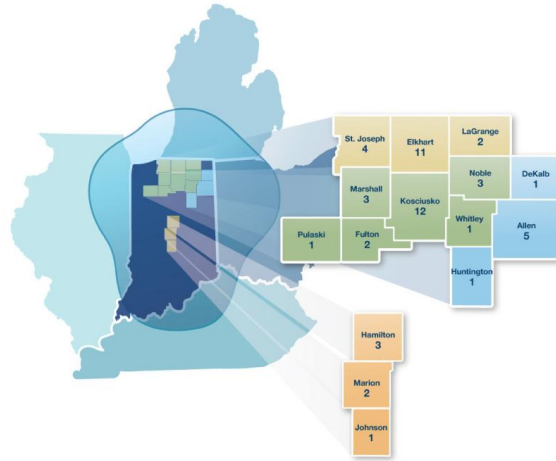 St. Joseph
4
Elkhart
11
LaGrange
2
Marshall
3
Kosciusko
12
Noble
3
DeKalb
1
Pulaski
1
Fulton
2
Whitley
1
Allen
5
Huntington
1
Hamilton
3
Marion
2
Johnson
1